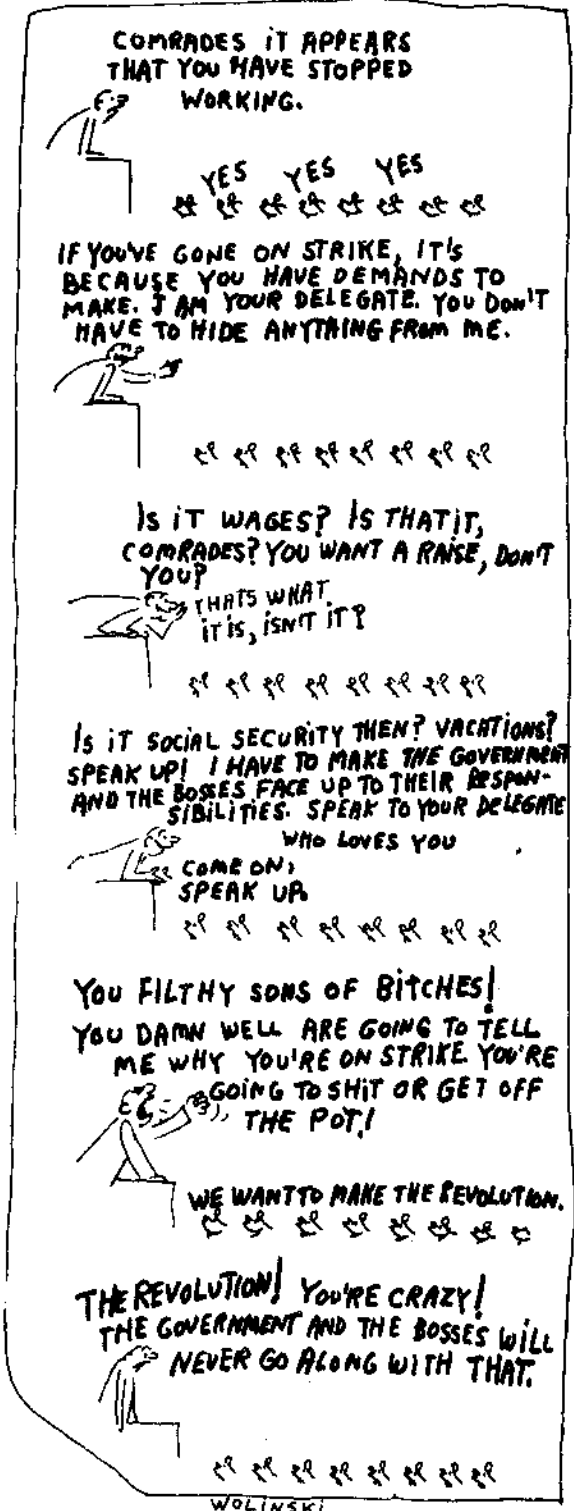 COMRADES IT APPEARS
THAT YOU HAVE STOPPED
WORKING.
YES YES YES
IF YOU'VE GONE ON STRIKE, IT'S
BECAUSE YOU HAVE DEMANDS TO
MAKE. I AM YOUR DELEGATE. YOU DON'T
HAVE TO HIDE ANYTHING FROM ME.
IS IT WAGES? IS THAT IT,
COMRADES? YOU WANT A RAISE, DON'T
YOU?
THATS WHAT
IT IS, ISN'T IT?
IS IT SOCIAL SECURITY THEN? VACATIONS?
SPEAK UP! I HAVE TO MAKE THE GOVERNMENT
AND THE BOSSES FACE UP TO THEIR RESPON-
SIBILITIES. SPEAK TO YOUR DELEGATE
WHO LOVES YOU
COME ON,
SPEAK UP.
YOU FILTHY SONS OF BITCHES!
YOU DAMN WELL ARE GOING TO TELL
ME WHY YOU'RE ON STRIKE. YOU'RE
GOING TO SHIT OR GET OFF
THE POT!
WE WANT TO MAKE THE REVOLUTION.
THE REVOLUTION! YOU'RE CRAZY!
THE GOVERNMENT AND THE BOSSES WILL
NEVER GO ALONG WITH THAT.
WOLINSKI